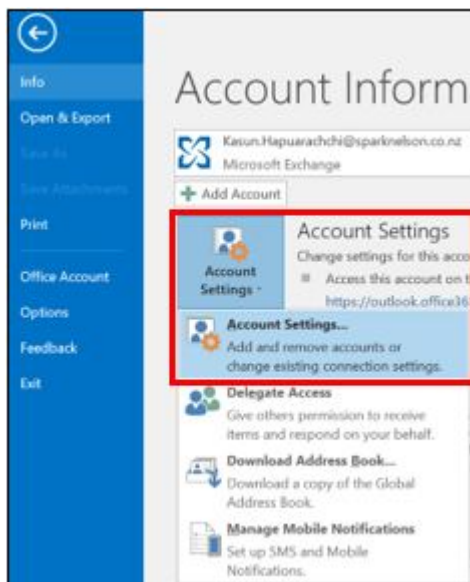 Info
Open & Export
Save As
Save Attachments
Print
Office Account
Options
Feedback
Exit
Account Inform
Kasun.Hapuarachchi@sparknelson.co.nz
Microsoft Exchange
Add Account
Account
Settings
Account Settings
Change settings for this acco
Access this account on t
https://outlook.office36
Account Settings...
Add and remove accounts or
change existing connection settings.
Delegate Access
Give others permission to receive
items and respond on your behalf.
Download Address Book...
Download a copy of the Global
Address Book.
Manage Mobile Notifications
Set up SMS and Mobile
Notifications.